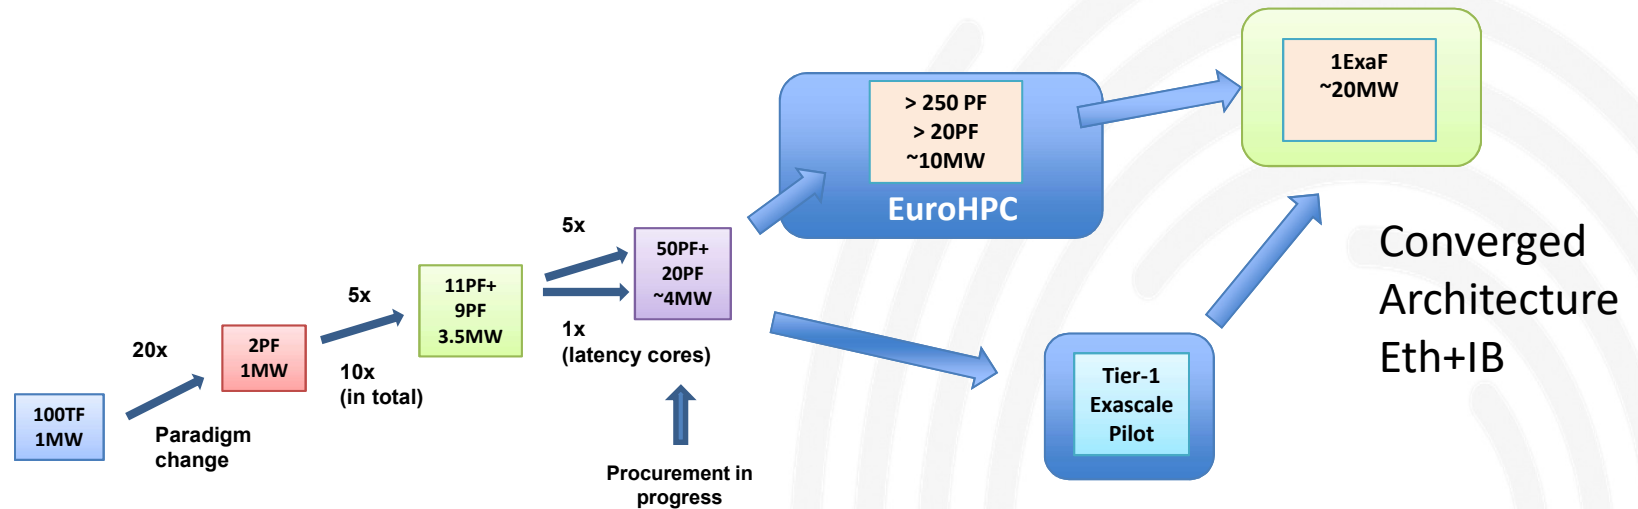 100TF
1MW
20x
Paradigm
change
2PF
1MW
5x
10x
(in total)
11PF+
9PF
3.5MW
5x
1x
(latency cores)
50PF+
20PF
~4MW
Procurement in
progress
> 250 PF
> 20PF
~10MW
EuroHPC
Tier-1
Exascale
Pilot
1ExaF
~20MW
Converged
Architecture
Eth+IB